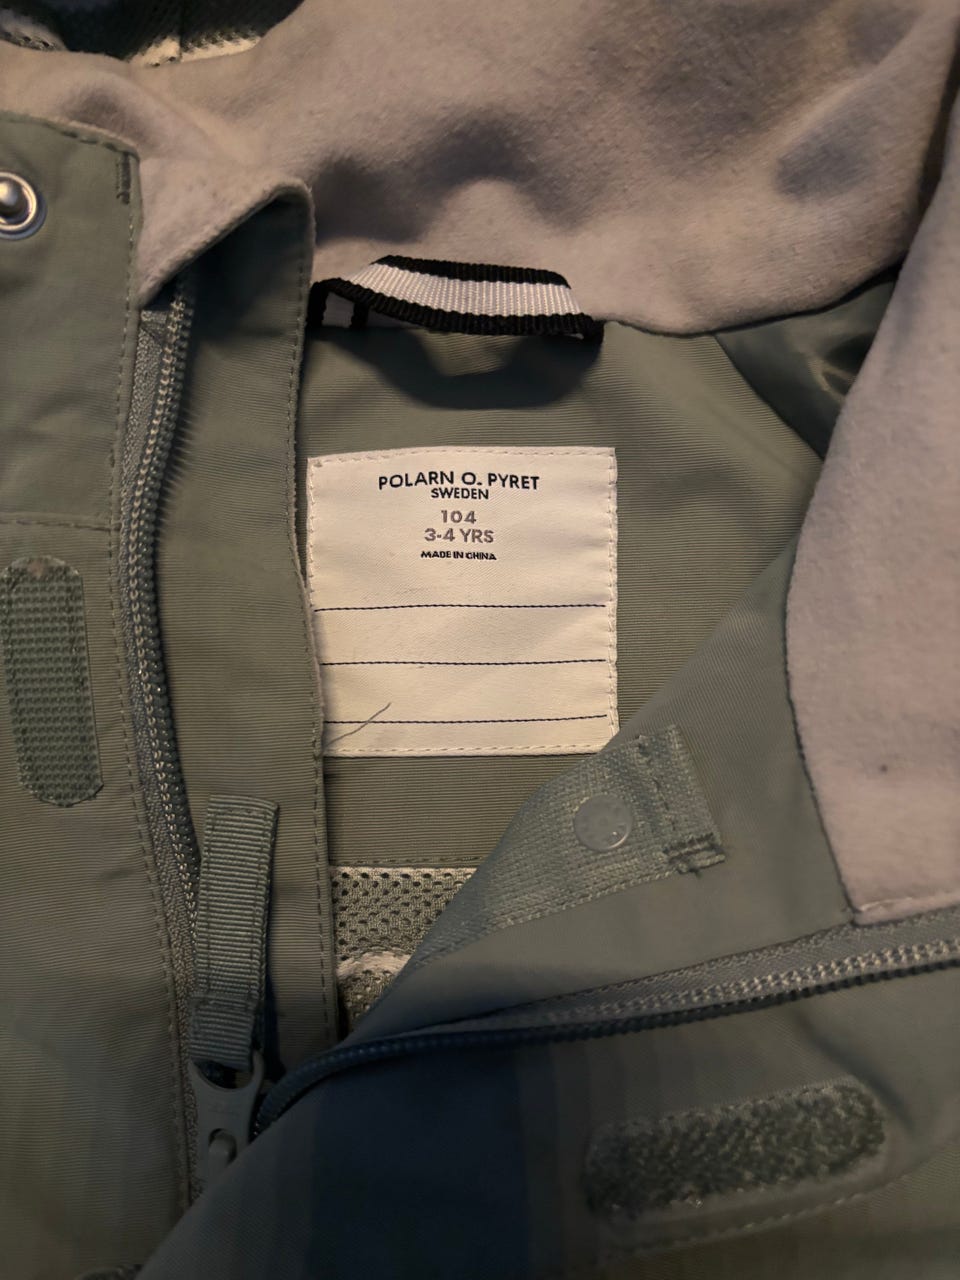 POLARN O. PYRET
SWEDEN
104
3-4 YRS
MADE IN CHINA